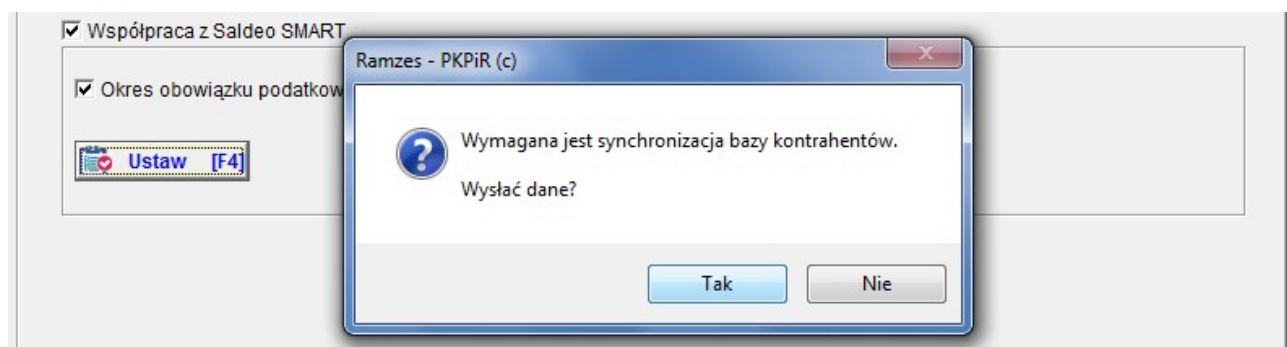 Współpraca z Saldeo SMART
Ramzes - PKPiR (c)
Okres obowiązku podatkow
Wymagana jest synchronizacja bazy kontrahentów.
Ustaw [F4]
Wysłać dane?
Tak
Nie